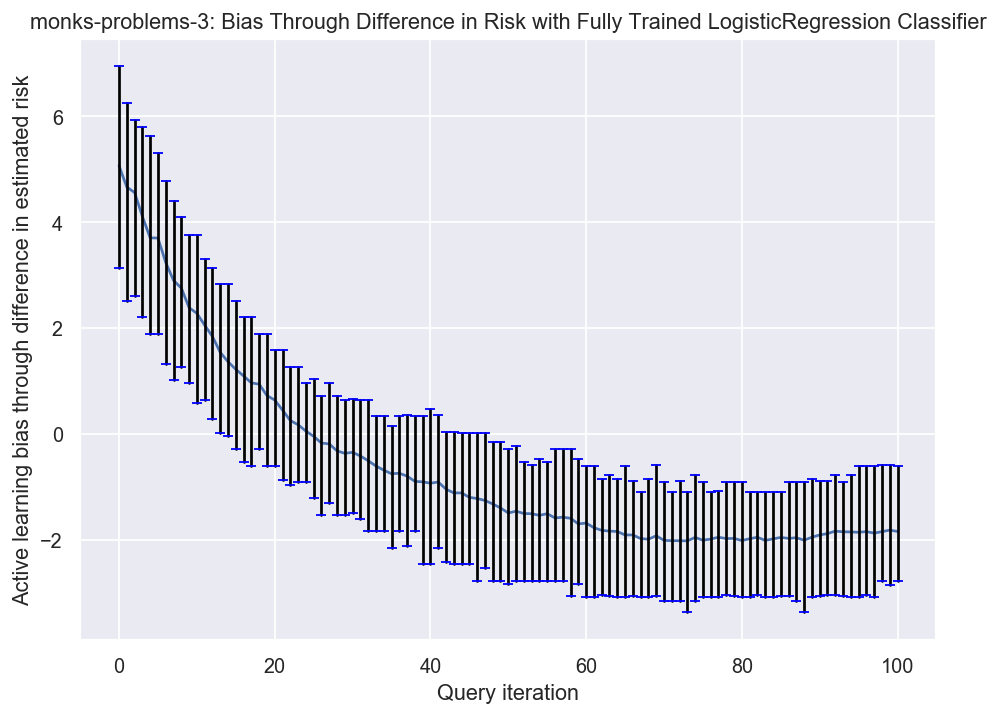 monks-problems-3: Bias Through Difference in Risk with Fully Trained LogisticRegression Classifier
Active learning bias through difference in estimated risk
6
4
2
0
−2
0 20 40 60 80 100
Query iteration